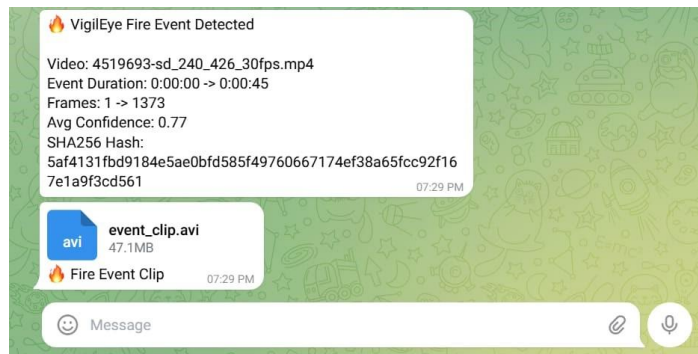 🔥 VigilEye Fire Event Detected
Video: 4519693-sd_240_426_30fps.mp4
Event Duration: 0:00:00 -> 0:00:45
Frames: 1 -> 1373
Avg Confidence: 0.77
SHA256 Hash:
5af4131fbd9184e5ae0bfd585f49760667174ef38a65fcc92f16
7e1a9f3cd561
07:29 PM
avi
event_clip.avi
47.1MB
🔥 Fire Event Clip
07:29 PM
Message